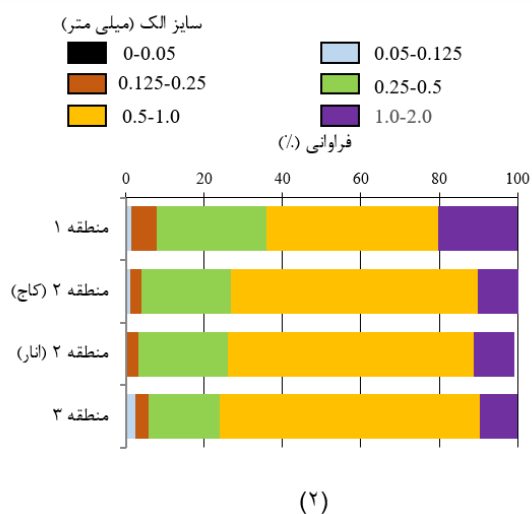 سایز الک (میلی متر)
0-0.05 0.05-0.125
0.125-0.25 0.25-0.5
0.5-1.0 1.0-2.0
فراوانی (٪)
0 20 40 60 80 100
منطقه ۱
منطقه ۲ (کاج)
منطقه ۲ (انار)
منطقه ۳
(۲)